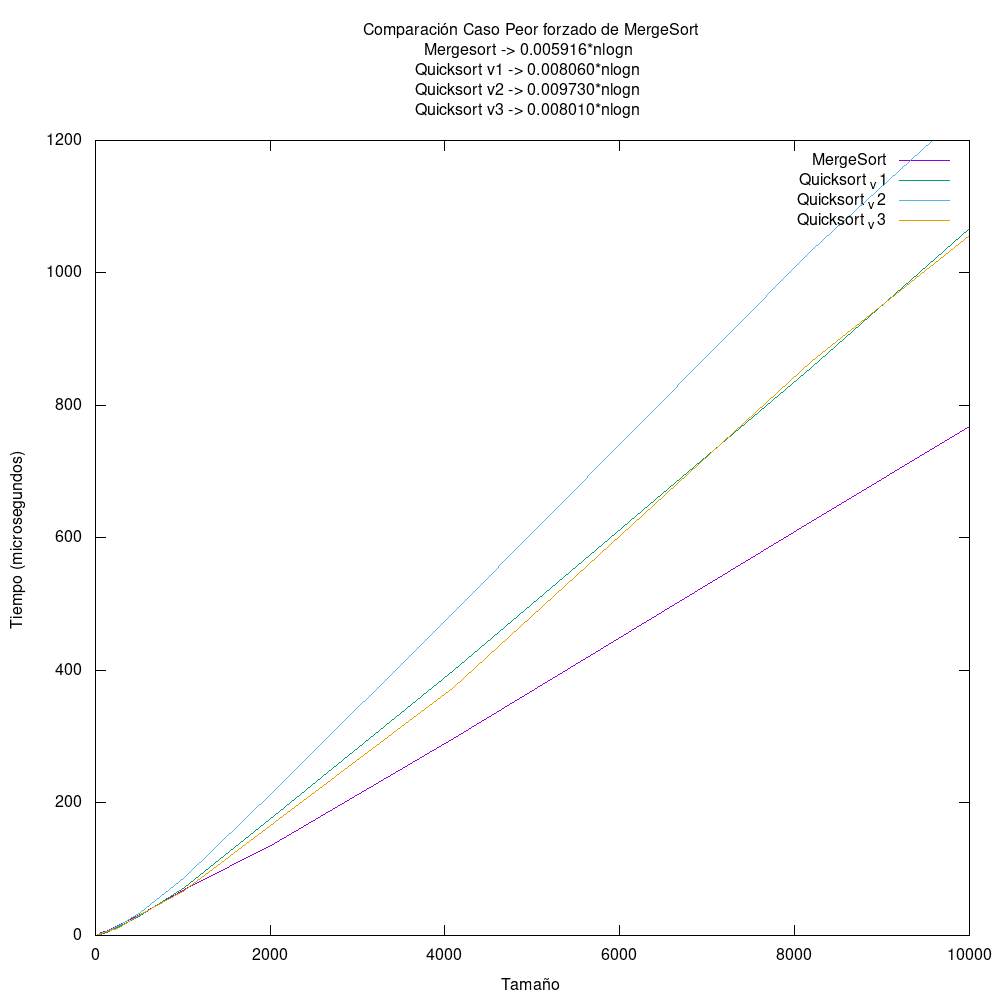 Comparación Caso Peor forzado de MergeSort
Mergesort -> 0.005916*nlogn
Quicksort v1 -> 0.008060*nlogn
Quicksort v2 -> 0.009730*nlogn
Quicksort v3 -> 0.008010*nlogn
1200
1000
800
600
400
200
0
MergeSort
Quicksort v1
Quicksort v2
Quicksort v3
Tiempo (microsegundos)
0 2000 4000 6000 8000 10000
Tamaño